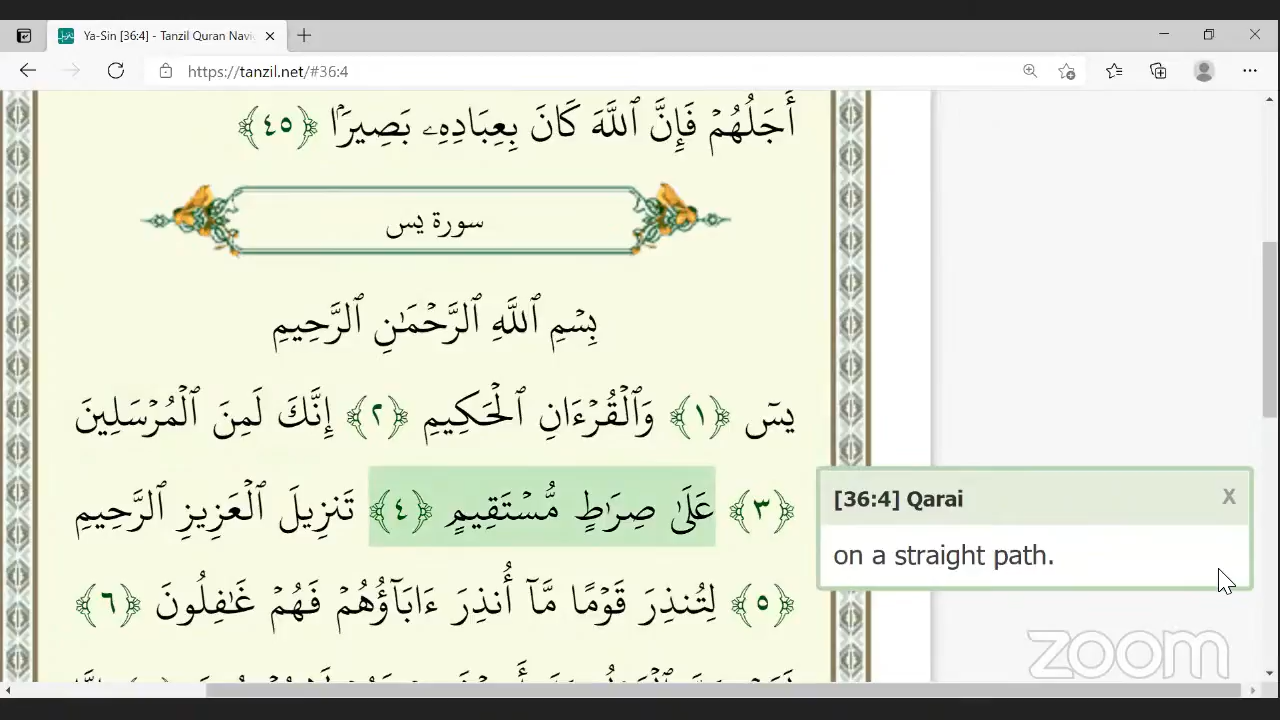 Ya-Sin [36:4] - Tanzil Quran Navi
https://tanzil.net/#36:4
أَجَلُهُمْ فَإِنَّ ٱللَّهَ كَانَ بِعِبَادِهِۦ بَصِيرًۢا ﴿٤٥﴾
سورة يس
بِسْمِ ٱللَّهِ ٱلرَّحْمَـٰنِ ٱلرَّحِيمِ
يسٓ ﴿١﴾ وَٱلْقُرْءَانِ ٱلْحَكِيمِ ﴿٢﴾ إِنَّكَ لَمِنَ ٱلْمُرْسَلِينَ
﴿٣﴾ عَلَىٰ صِرَٰطٍ مُّسْتَقِيمٍ ﴿٤﴾ تَنزِيلَ ٱلْعَزِيزِ ٱلرَّحِيمِ
﴿٥﴾ لِتُنذِرَ قَوْمًا مَّآ أُنذِرَ ءَابَآؤُهُمْ فَهُمْ غَـٰفِلُونَ ﴿٦﴾
[36:4] Qarai
X
on a straight path.
zoom